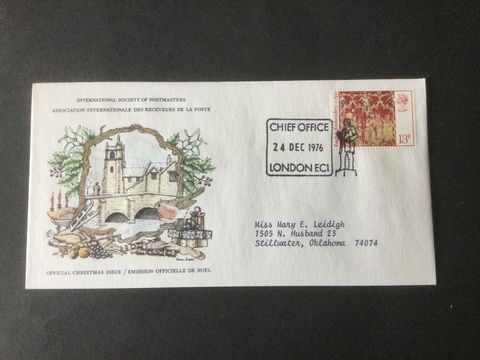 INTERNATIONAL SOCIETY OF POSTMASTERS
ASSOCIATION INTERNATIONALE DES RECEVEURS DE LA POSTE
CHIEF OFFICE
24 DEC 1976
LONDON EC1
13P
Miss Mary E. Leidigh
1505 N. Husband 23
Stillwater, Oklahoma 74074
OFFICIAL CHRISTMAS ISSUE / EMISSION OFFICIELLE DE NOËL